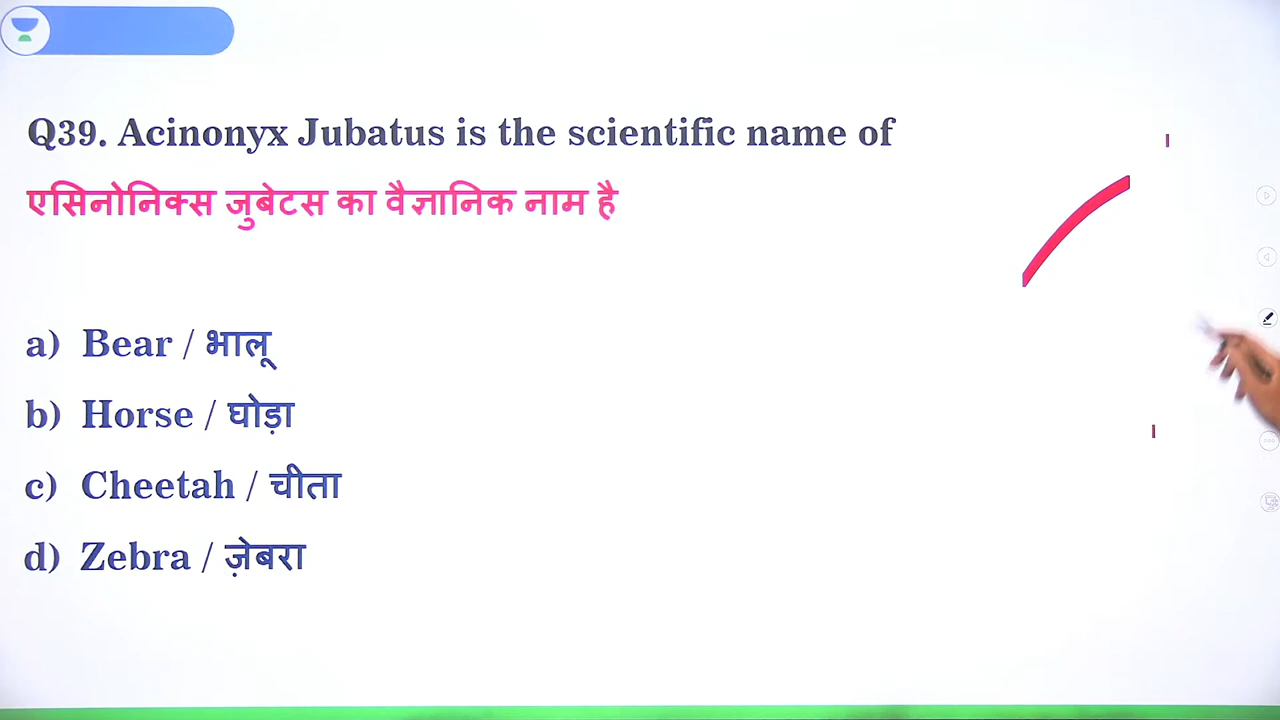 Q39. Acinonyx Jubatus is the scientific name of
एसिनोनिक्स जुबेटस का वैज्ञानिक नाम है
a) Bear / भालू
b) Horse / घोड़ा
c) Cheetah / चीता
d) Zebra / ज़ेबरा